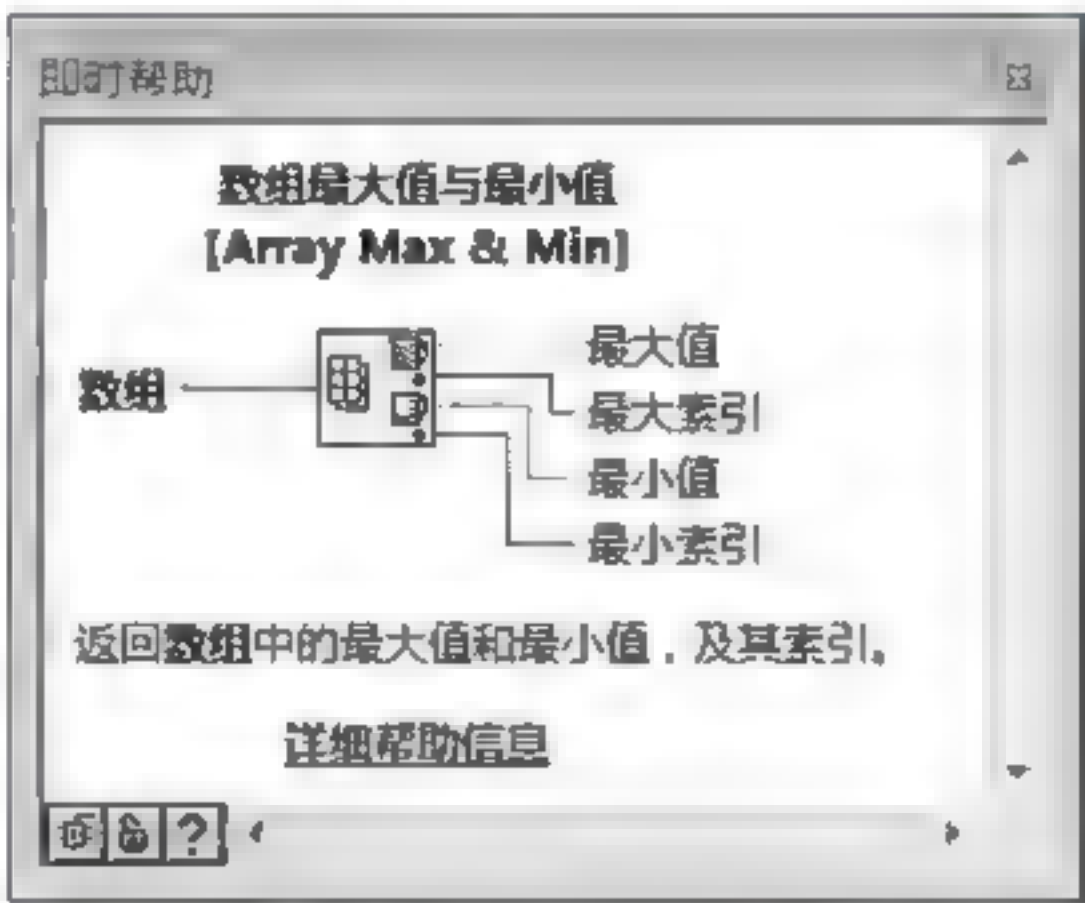 即时帮助
数组最大值与最小值
[Array Max & Min]
数组
最大值
最大索引
最小值
最小索引
返回数组中的最大值和最小值，及其索引。
详细帮助信息
?